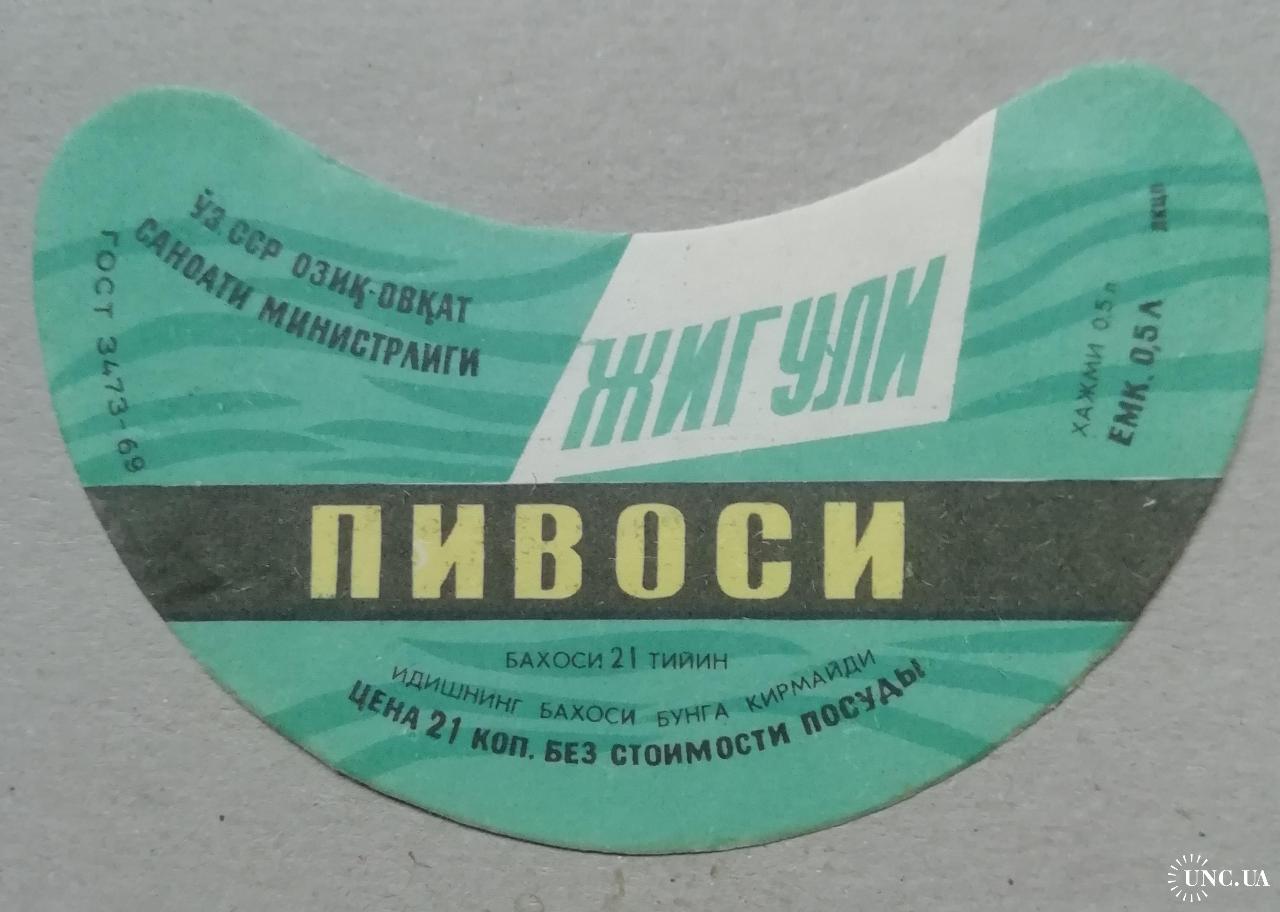 ЎЗ ССР ОЗИҚ-ОВҚАТ
САНОАТИ МИНИСТРЛИГИ
ГОСТ 3473-69
ЖИГУЛИ
ХАЖМИ 0,5 л
ЕМК. 0,5 Л
ПИВОСИ
БАХОСИ 21 ТИЙИН
ИДИШНИНГ БАХОСИ БУНГА КИРМАЙДИ
ЦЕНА 21 КОП. БЕЗ СТОИМОСТИ ПОСУДЫ
UNC.UA